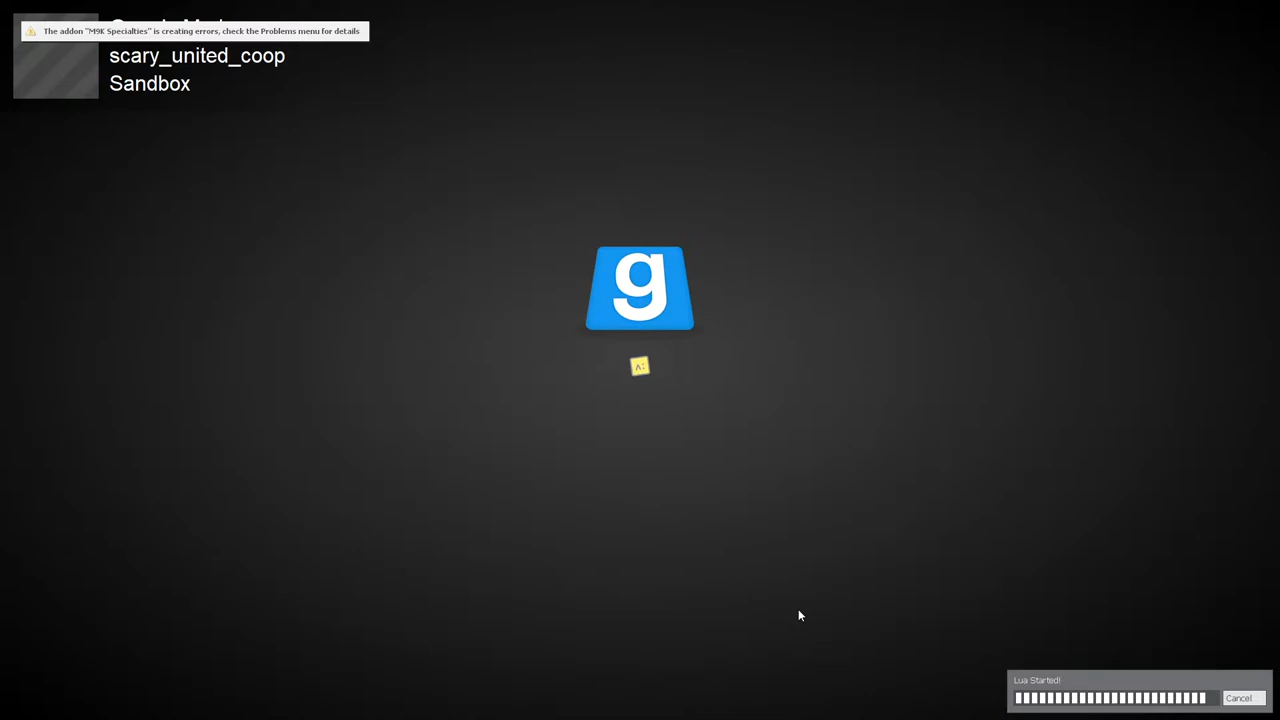 The addon "M9K Specialties" is creating errors, check the Problems menu for details
scary_united_coop
Sandbox
g
Lua Started!
Cancel